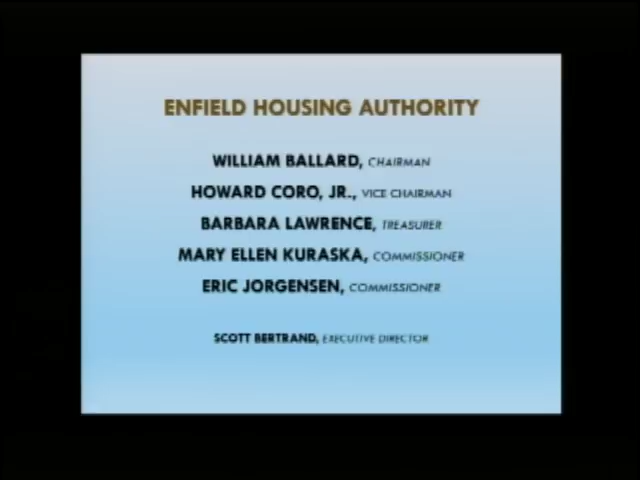 ENFIELD HOUSING AUTHORITY
WILLIAM BALLARD, CHAIRMAN
HOWARD CORO, JR., VICE CHAIRMAN
BARBARA LAWRENCE, TREASURER
MARY ELLEN KURASKA, COMMISSIONER
ERIC JORGENSEN, COMMISSIONER
SCOTT BERTRAND, EXECUTIVE DIRECTOR